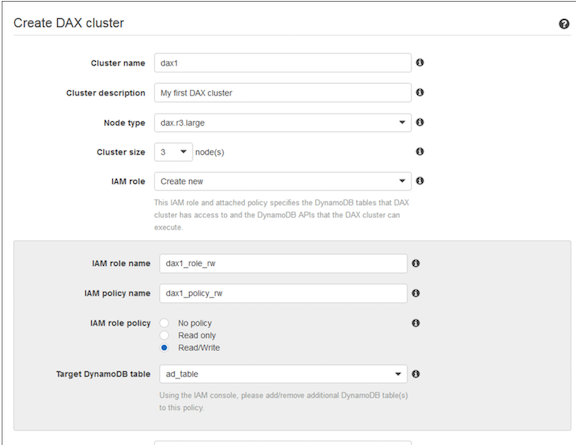 Create DAX cluster
Cluster name dax1
Cluster description My first DAX cluster
Node type dax.r3.large
Cluster size 3 node(s)
IAM role Create new
This IAM role and attached policy specifies the DynamoDB tables that DAX
cluster has access to and the DynamoDB APIs that the DAX cluster can
execute.
IAM role name dax1_role_rw
IAM policy name dax1_policy_rw
IAM role policy No policy
Read only
Read/Write
Target DynamoDB table ad_table
Using the IAM console, please add/remove additional DynamoDB table(s)
to this policy.